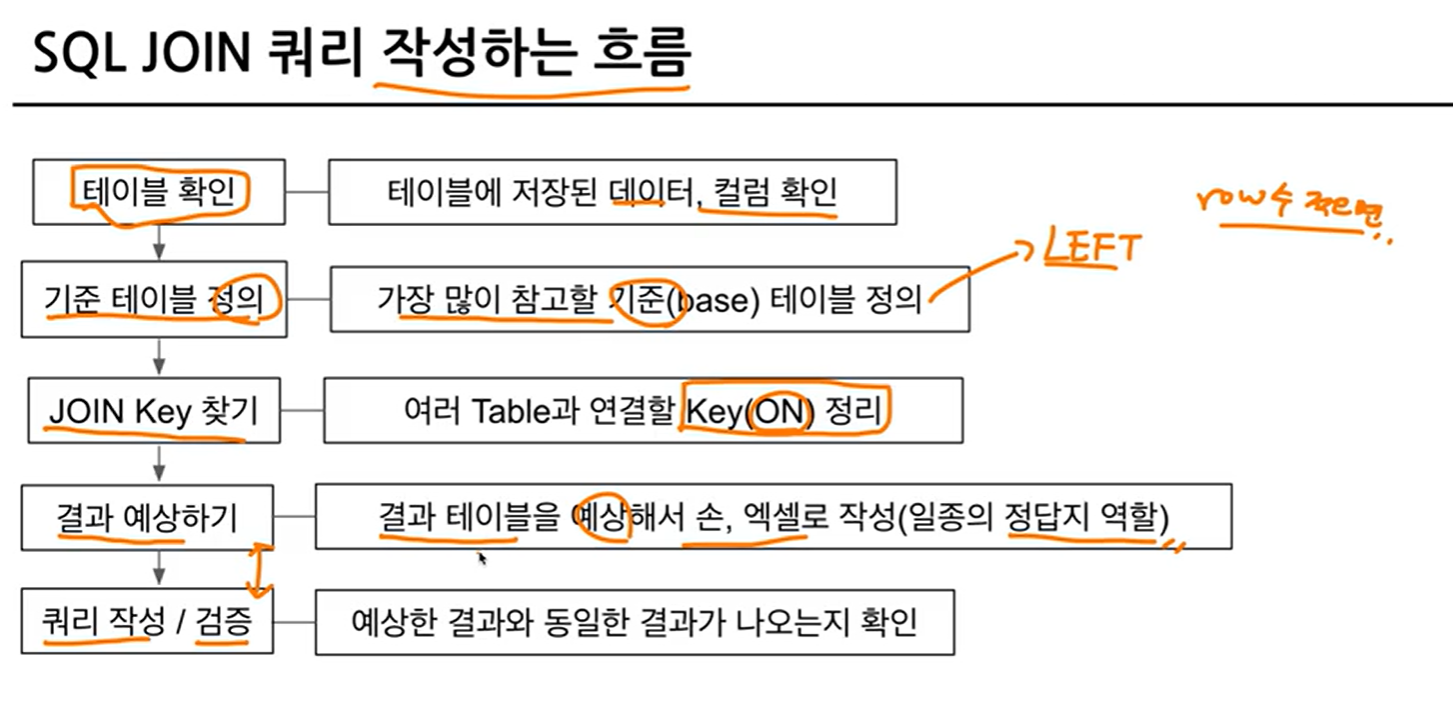 SQL JOIN 쿼리 작성하는 흐름
테이블 확인
테이블에 저장된 데이터, 컬럼 확인
row수 적으면..
LEFT
기준 테이블 정의
가장 많이 참고할 기준(base) 테이블 정의
JOIN Key 찾기
여러 Table과 연결할 Key(ON) 정리
결과 예상하기
결과 테이블을 예상해서 손, 엑셀로 작성(일종의 정답지 역할)
쿼리 작성 / 검증
예상한 결과와 동일한 결과가 나오는지 확인